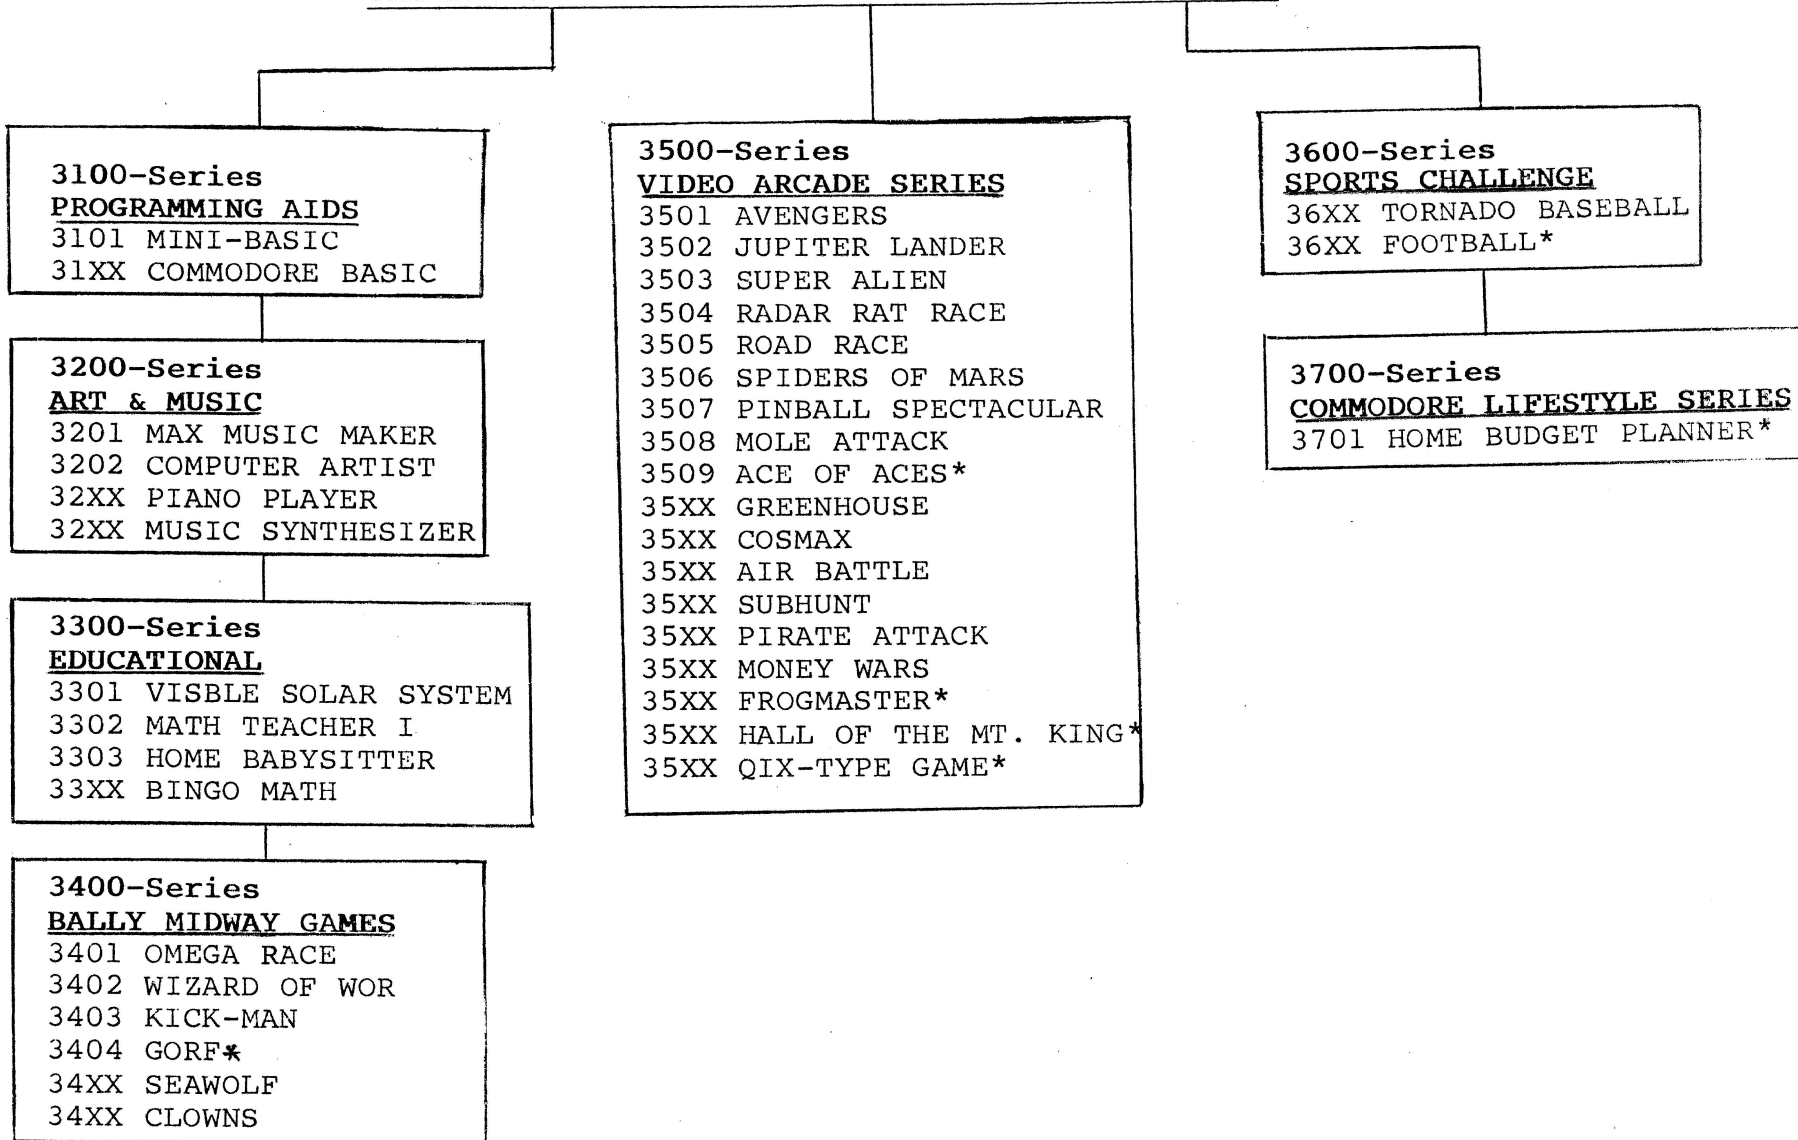 3100-Series
PROGRAMMING AIDS
3101 MINI-BASIC
31XX COMMODORE BASIC
3200-Series
ART & MUSIC
3201 MAX MUSIC MAKER
3202 COMPUTER ARTIST
32XX PIANO PLAYER
32XX MUSIC SYNTHESIZER
3300-Series
EDUCATIONAL
3301 VISBLE SOLAR SYSTEM
3302 MATH TEACHER I
3303 HOME BABYSITTER
33XX BINGO MATH
3400-Series
BALLY MIDWAY GAMES
3401 OMEGA RACE
3402 WIZARD OF WOR
3403 KICK-MAN
3404 GORF*
34XX SEAWOLF
34XX CLOWNS
3500-Series
VIDEO ARCADE SERIES
3501 AVENGERS
3502 JUPITER LANDER
3503 SUPER ALIEN
3504 RADAR RAT RACE
3505 ROAD RACE
3506 SPIDERS OF MARS
3507 PINBALL SPECTACULAR
3508 MOLE ATTACK
3509 ACE OF ACES*
35XX GREENHOUSE
35XX COSMAX
35XX AIR BATTLE
35XX SUBHUNT
35XX PIRATE ATTACK
35XX MONEY WARS
35XX FROGMASTER*
35XX HALL OF THE MT. KING*
35XX QIX-TYPE GAME*
3600-Series
SPORTS CHALLENGE
36XX TORNADO BASEBALL
36XX FOOTBALL*
3700-Series
COMMODORE LIFESTYLE SERIES
3701 HOME BUDGET PLANNER*